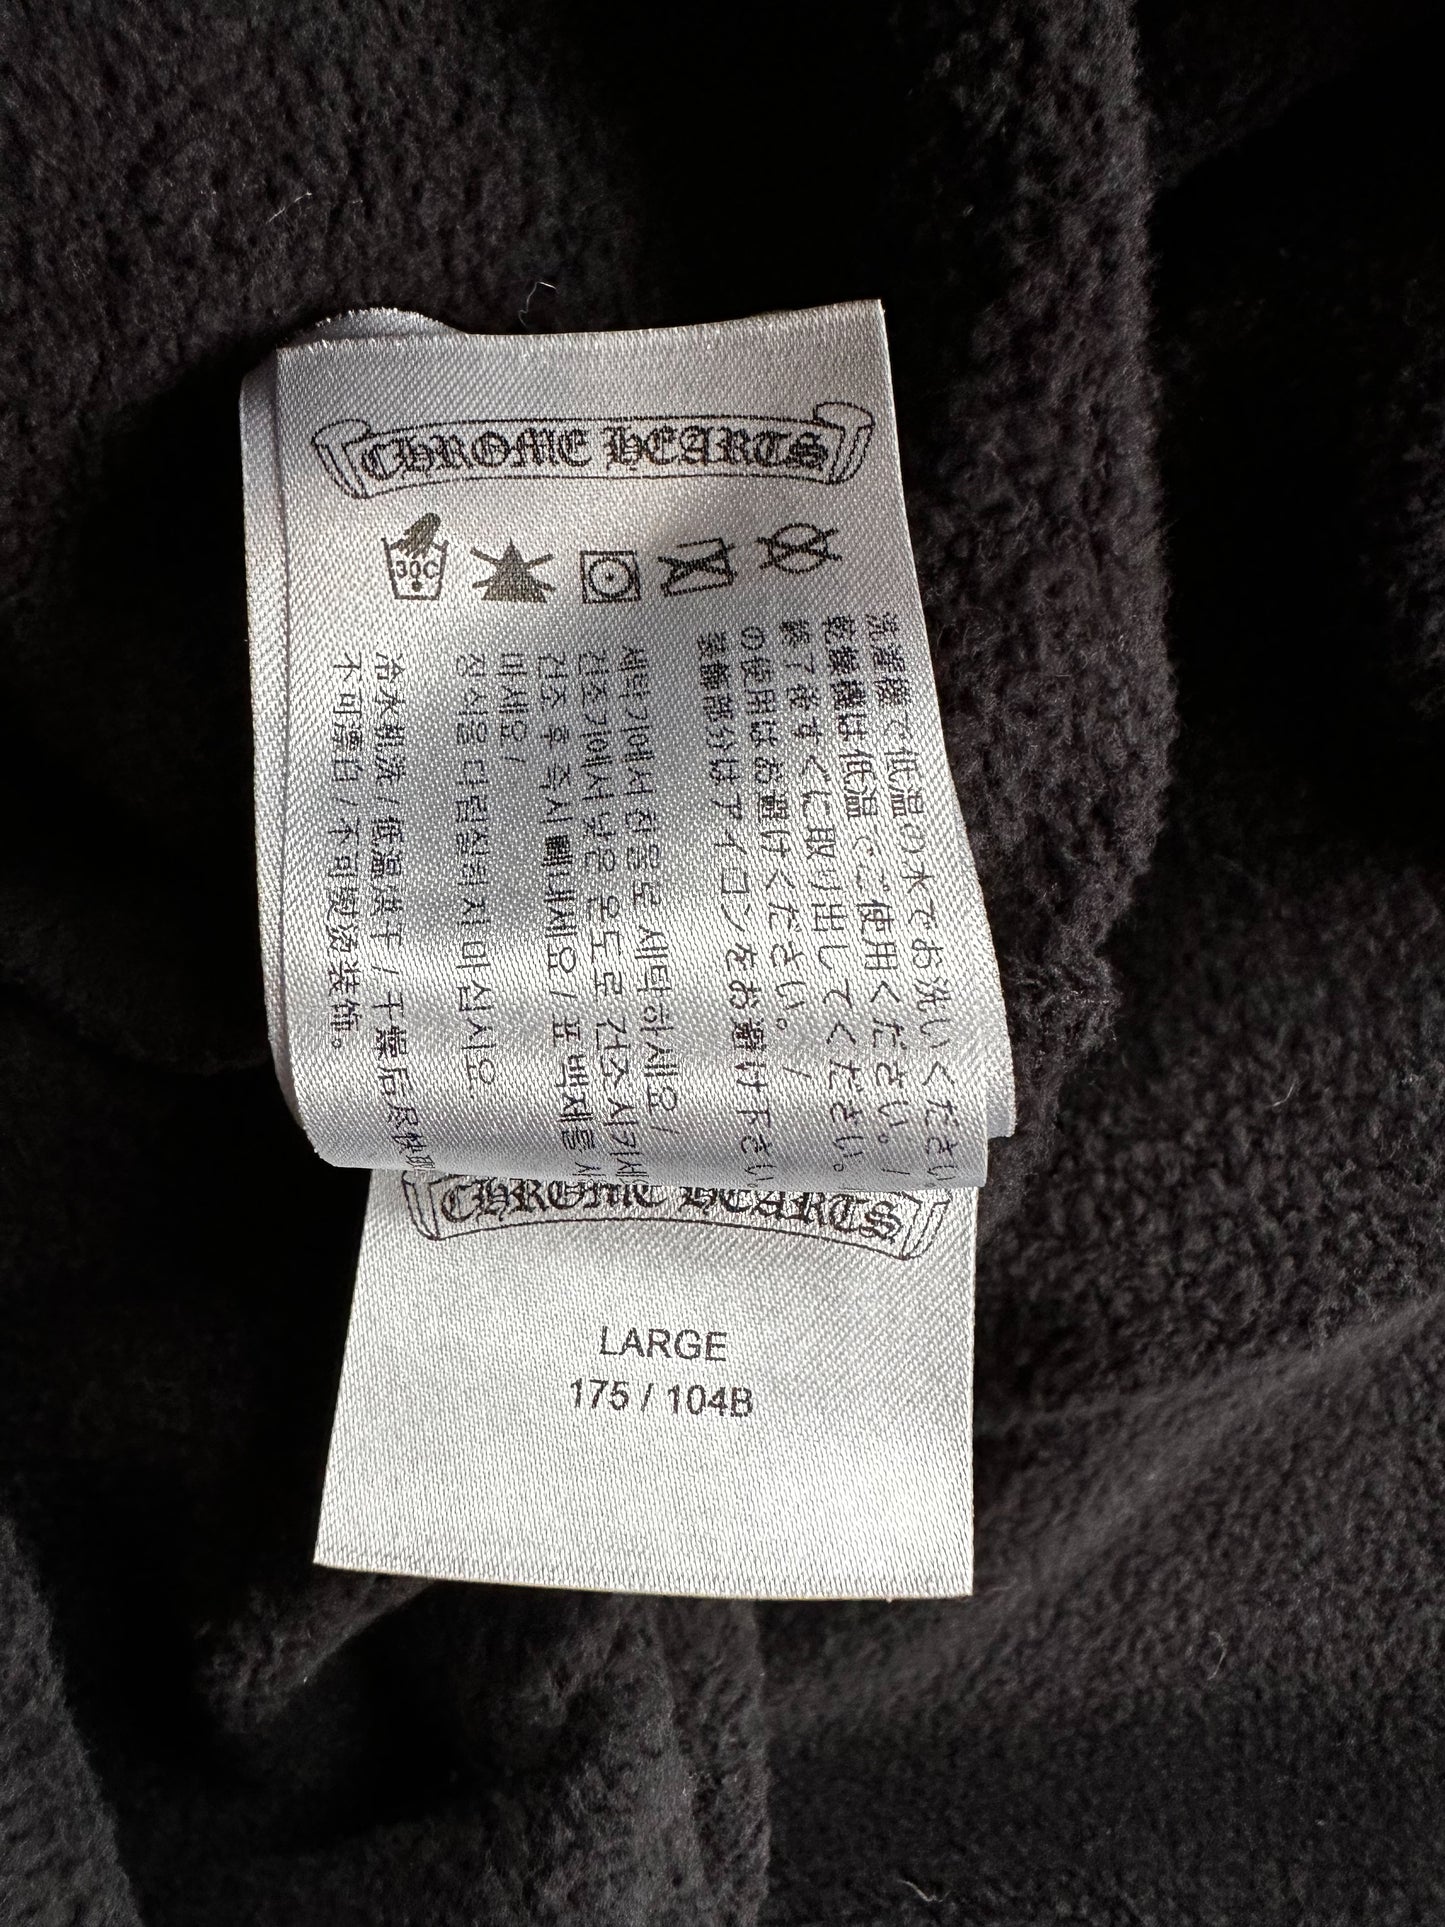 CHROME HEARTS
30C
洗濯機で低温の水でお洗いください。/
乾燥機は低温でご使用ください。/
終了後すぐに取り出してください。
の使用はお避けください。/
装飾部分はアイロンをお避け下さい。
세탁기에서 찬물로 세탁하세요/
건조기에서 낮은 온도로 건조시키세
건조 후 즉시 빼내세요/표백제를
마세요/
장식물 다림질하지 마십시오
冷水机洗/低温烘干/干燥后尽快取
不可漂白/不可熨烫装饰。
CHROME HEARTS
LARGE
175 / 104B